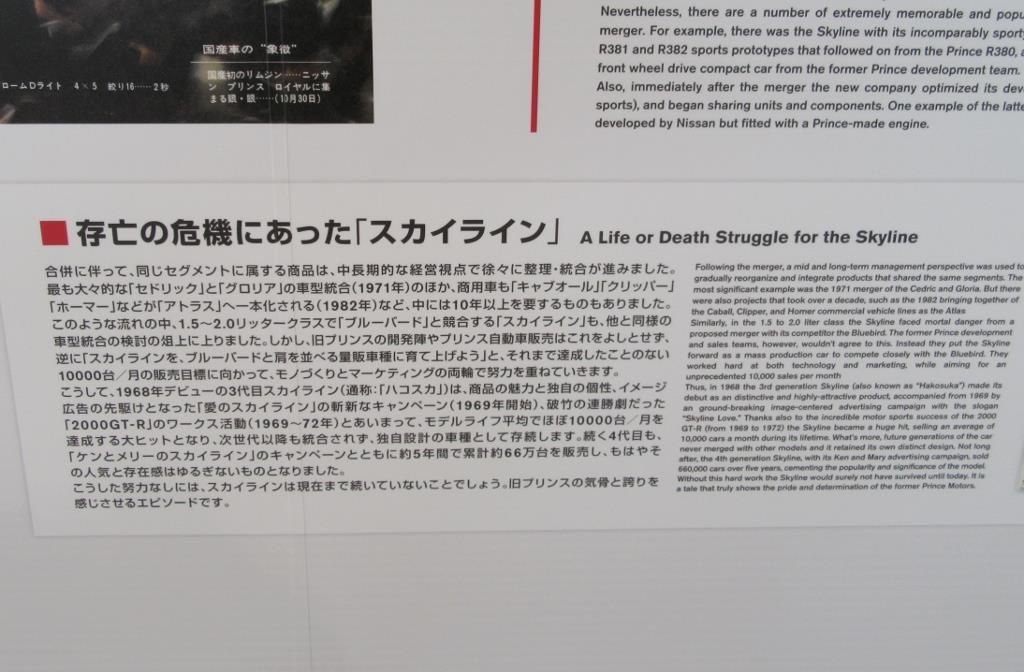 国産車の“象徴”
国産初のリムジン……ニッサ
ン プリンス ロイヤルに集
まる眼・眼……(10月30日)
ロームDライト 4×5 絞り16……2秒
Nevertheless, there are a number of extremely memorable and
merger. For example, there was the Skyline with its incomparably
R381 and R382 sports prototypes that followed on from the Prince R380,
front wheel drive compact car from the former Prince development team.
Also, immediately after the merger the new company optimized its
sports), and began sharing units and components. One example of the
developed by Nissan but fitted with a Prince-made engine.
■ 存亡の危機にあった「スカイライン」 A Life or Death Struggle for the Skyline
合併に伴って、同じセグメントに属する商品は、中長期的な経営視点で徐々に整理・統合が進みました。
最も大々的な「セドリック」と「グロリア」の車型統合(1971年)のほか、商用車も「キャブオール」「クリッパー」
「ホーマー」などが「アトラス」へ一本化される(1982年)など、中には10年以上を要するものもありました。
このような流れの中、1.5〜2.0リッタークラスで「ブルーバード」と競合する「スカイライン」も、他と同様の
車型統合の検討の俎上に上りました。しかし、旧プリンスの開発陣やプリンス自動車販売はこれをよしとせず、
逆に「スカイラインを、ブルーバードと肩を並べる量販車種に育て上げよう」と、それまで達成したことのない
10000台/月の販売目標に向かって、モノづくりとマーケティングの両輪で努力を重ねていきます。
こうして、1968年デビューの3代目スカイライン(通称:「ハコスカ」)は、商品の魅力と独自の個性、イメージ
広告の先駆けとなった「愛のスカイライン」の斬新なキャンペーン(1969年開始)、破竹の連勝劇だった
「2000GT-R」のワークス活動(1969〜72年)とあいまって、モデルライフ平均でほぼ10000台/月を
達成する大ヒットとなり、次世代以降も統合されず、独自設計の車種として存続します。続く4代目も、
「ケンとメリーのスカイライン」のキャンペーンとともに約5年間で累計約66万台を販売し、もはやそ
の人気と存在感はゆるぎないものとなりました。
こうした努力なしには、スカイラインは現在まで続いていないことでしょう。旧プリンスの気骨と誇りを
感じさせるエピソードです。
Following the merger, a mid and long-term management perspective was used to
gradually reorganize and integrate products that shared the same segments. The
most significant example was the 1971 merger of the Cedric and Gloria. But there
were also projects that took over a decade, such as the 1982 bringing together of
the Caball, Clipper, and Homer commercial vehicle lines as the Atlas
Similarly, in the 1.5 to 2.0 liter class the Skyline faced mortal danger from a
proposed merger with its competitor the Bluebird. The former Prince development
and sales teams, however, wouldn't agree to this. Instead they put the Skyline
forward as a mass production car to compete closely with the Bluebird. They
worked hard at both technology and marketing, while aiming for an
unprecedented 10,000 sales per month
Thus, in 1968 the 3rd generation Skyline (also known as "Hakosuka") made its
debut as an distinctive and highly-attractive product, accompanied from 1969 by
an ground-breaking image-centered advertising campaign with the slogan
"Skyline Love." Thanks also to the incredible motor sports success of the 2000
GT-R (from 1969 to 1972) the Skyline became a huge hit, selling an average of
10,000 cars a month during its lifetime. What's more, future generations of the car
never merged with other models and it retained its own distinct design. Not long
after, the 4th generation Skyline, with its Ken and Mary advertising campaign, sold
660,000 cars over five years, cementing the popularity and significance of the model.
Without this hard work the Skyline would surely not have survived until today. It is
a tale that truly shows the pride and determination of the former Prince Motors.